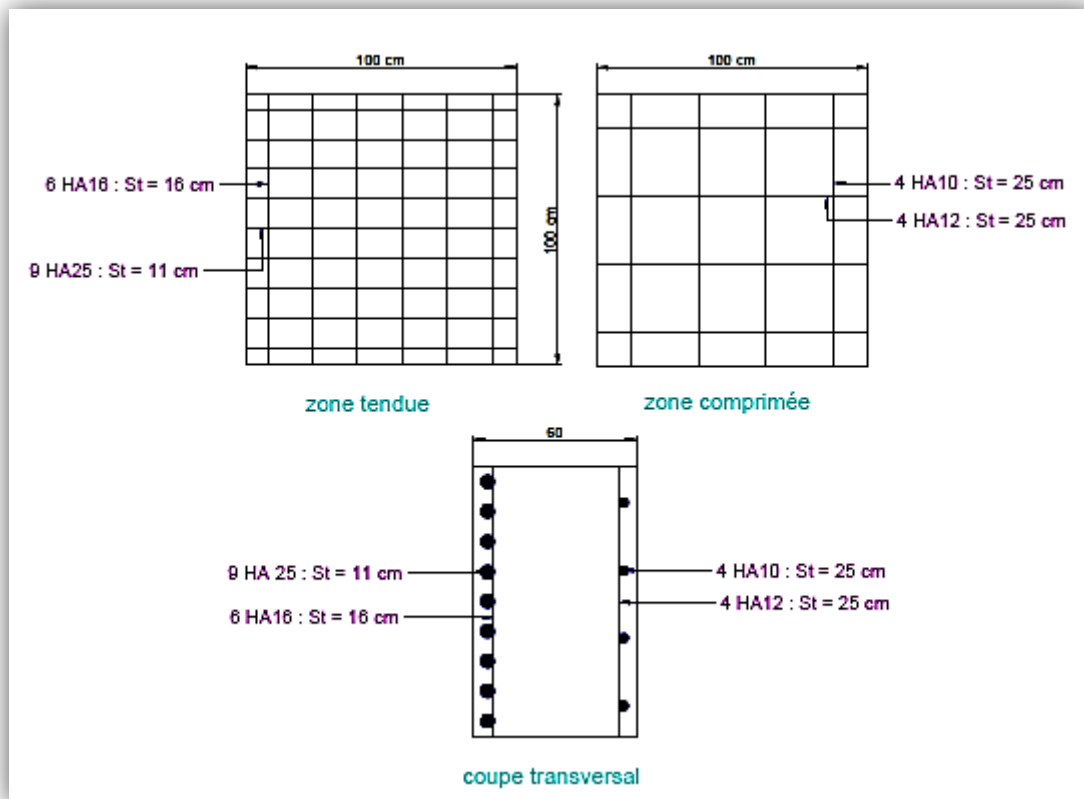 100 cm
100 cm
6 HA16 : St = 16 cm
9 HA25 : St = 11 cm
100 cm
4 HA10 : St = 25 cm
4 HA12 : St = 25 cm
zone tendue
zone comprimée
60
9 HA 25 : St = 11 cm
6 HA16 : St = 16 cm
4 HA10 : St = 25 cm
4 HA12 : St = 25 cm
coupe transversal